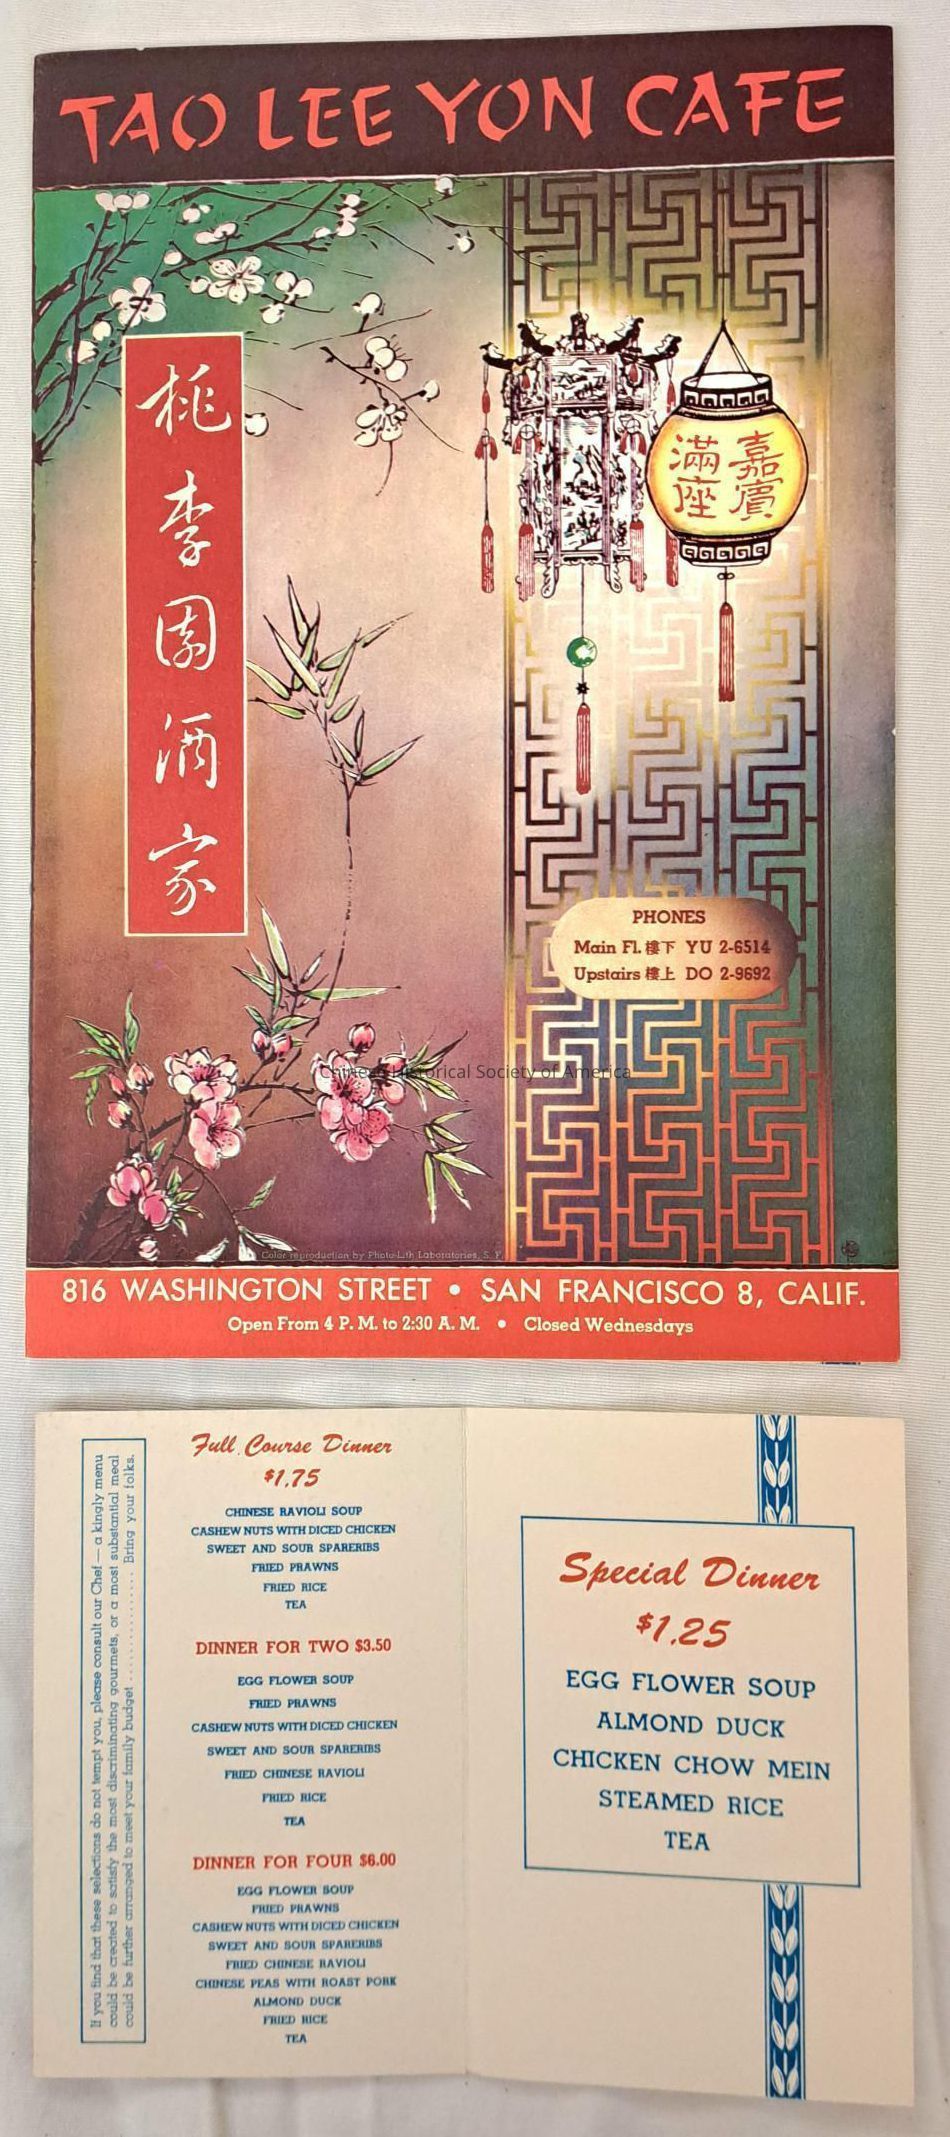 TAO LEE YON CAFE
桃李園酒家
嘉賓
滿座
PHONES
Main Fl. 樓下 YU 2-6514
Upstairs 樓上 DO 2-9692
Chinese Historical Society of America
Color reproduction by Photo-Lith Laboratories, S. F.
816 WASHINGTON STREET • SAN FRANCISCO 8, CALIF.
Open From 4 P. M. to 2:30 A. M. • Closed Wednesdays
If you find that these selections do not tempt you, please consult our Chef — a kingly menu
could be created to satisfy the most discriminating gourmets, or a most substantial meal
could be further arranged to meet your family budget .............. Bring your folks.
Full Course Dinner
$1.75
CHINESE RAVIOLI SOUP
CASHEW NUTS WITH DICED CHICKEN
SWEET AND SOUR SPARERIBS
FRIED PRAWNS
FRIED RICE
TEA
DINNER FOR TWO $3.50
EGG FLOWER SOUP
FRIED PRAWNS
CASHEW NUTS WITH DICED CHICKEN
SWEET AND SOUR SPARERIBS
FRIED CHINESE RAVIOLI
FRIED RICE
TEA
DINNER FOR FOUR $6.00
EGG FLOWER SOUP
FRIED PRAWNS
CASHEW NUTS WITH DICED CHICKEN
SWEET AND SOUR SPARERIBS
FRIED CHINESE RAVIOLI
CHINESE PEAS WITH ROAST PORK
ALMOND DUCK
FRIED RICE
TEA
Special Dinner
$1.25
EGG FLOWER SOUP
ALMOND DUCK
CHICKEN CHOW MEIN
STEAMED RICE
TEA